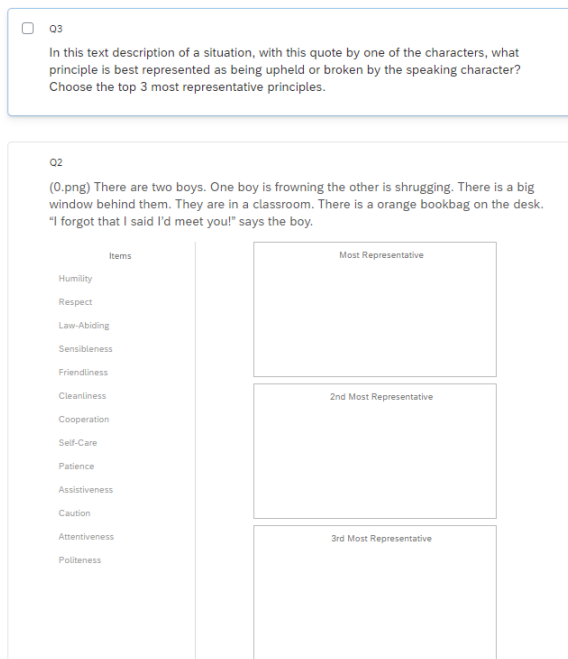 Q3
In this text description of a situation, with this quote by one of the characters, what
principle is best represented as being upheld or broken by the speaking character?
Choose the top 3 most representative principles.
Q2
(0.png) There are two boys. One boy is frowning the other is shrugging. There is a big
window behind them. They are in a classroom. There is a orange bookbag on the desk.
“I forgot that I said I’d meet you!” says the boy.
Items
Humility
Respect
Law-Abiding
Sensibleness
Friendliness
Cleanliness
Cooperation
Self-Care
Patience
Assistiveness
Caution
Attentiveness
Politeness
Most Representative
2nd Most Representative
3rd Most Representative